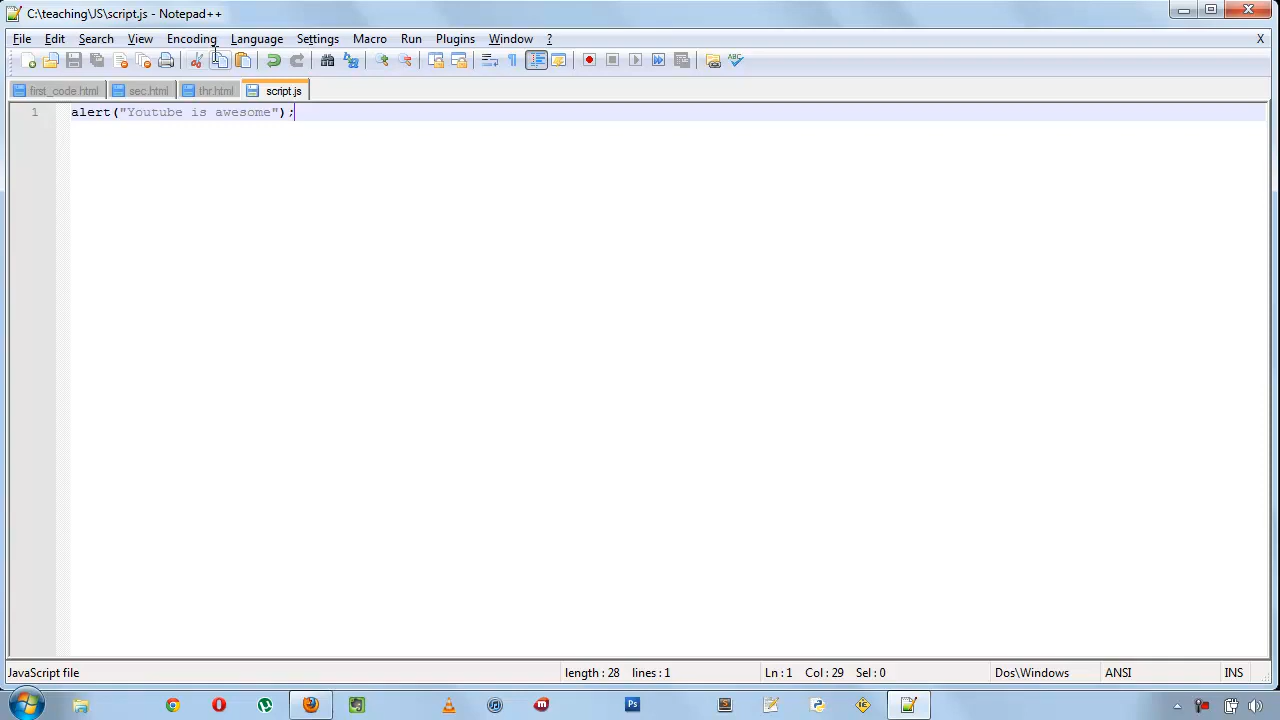 C:\teaching\JS\script.js - Notepad++
File Edit Search View Encoding Language Settings Macro Run Plugins Window ? X
first_code.html sec.html thr.html script.js
1 alert("Youtube is awesome");
JavaScript file length : 28 lines : 1 Ln : 1 Col : 29 Sel : 0 Dos\Windows ANSI INS